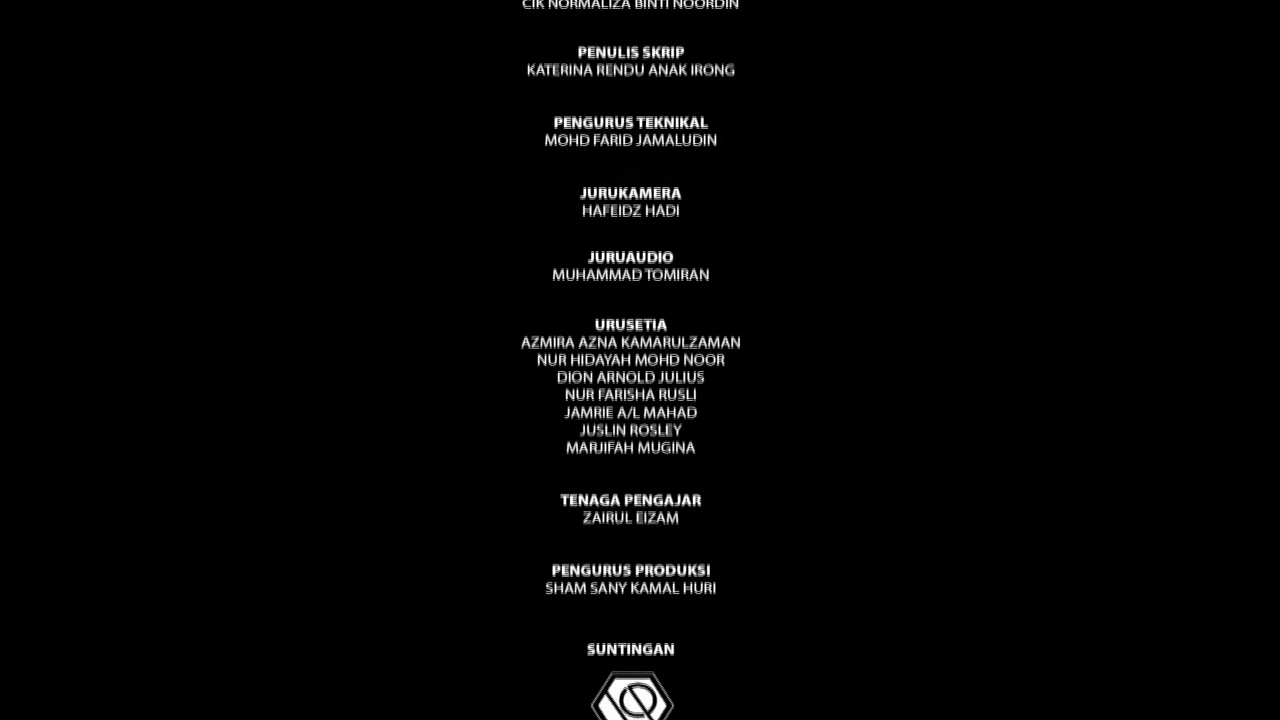 CIK NORMALIZA BINTI NOORDIN
PENULIS SKRIP
KATERINA RENDU ANAK IRONG
PENGURUS TEKNIKAL
MOHD FARID JAMALUDIN
JURUKAMERA
HAFEIDZ HADI
JURUAUDIO
MUHAMMAD TOMIRAN
URUSETIA
AZMIRA AZNA KAMARULZAMAN
NUR HIDAYAH MOHD NOOR
DION ARNOLD JULIUS
NUR FARISHA RUSLI
JAMRIE A/L MAHAD
JUSLIN ROSLEY
MARJIFAH MUGINA
TENAGA PENGAJAR
ZAIRUL EIZAM
PENGURUS PRODUKSI
SHAM SANY KAMAL HURI
SUNTINGAN